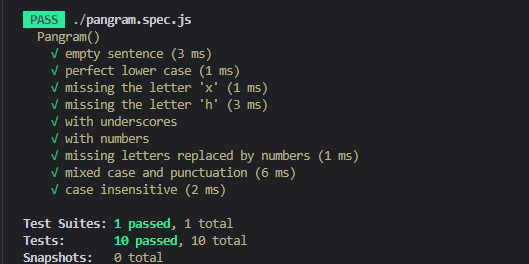 PASS ./pangram.spec.js
Pangram()
√ empty sentence (3 ms)
√ perfect lower case (1 ms)
√ missing the letter 'x' (1 ms)
√ missing the letter 'h' (3 ms)
√ with underscores
√ with numbers
√ missing letters replaced by numbers (1 ms)
√ mixed case and punctuation (6 ms)
√ case insensitive (2 ms)
Test Suites: 1 passed, 1 total
Tests: 10 passed, 10 total
Snapshots: 0 total